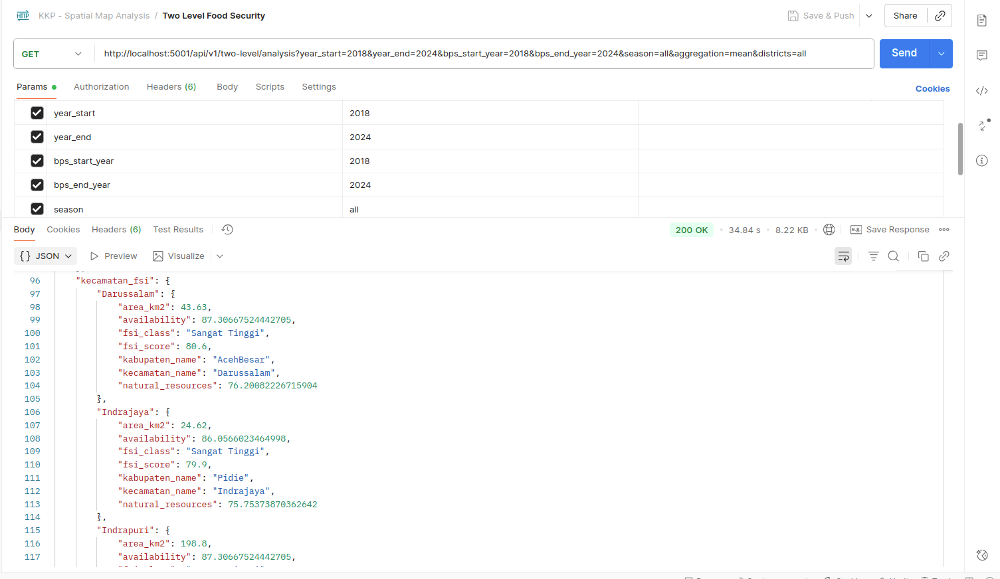 HTTP KKP - Spatial Map Analysis / Two Level Food Security Save & Push Share
GET http://localhost:5001/api/v1/two-level/analysis?year_start=2018&year_end=2024&bps_start_year=2018&bps_end_year=2024&season=all&aggregation=mean&districts=all Send
Params Authorization Headers (6) Body Scripts Settings Cookies
year_start 2018
year_end 2024
bps_start_year 2018
bps_end_year 2024
season all
Body Cookies Headers (6) Test Results 200 OK • 34.84 s • 8.22 KB e.g. Save Response
{} JSON Preview Visualize
96 "kecamatan_fsi": {
97 "Darussalam": {
98 "area_km2": 43.63,
99 "availability": 87.30667524442705,
100 "fsi_class": "Sangat Tinggi",
101 "fsi_score": 80.6,
102 "kabupaten_name": "AcehBesar",
103 "kecamatan_name": "Darussalam",
104 "natural_resources": 76.20082226715904
105 },
106 "Indrajaya": {
107 "area_km2": 24.62,
108 "availability": 86.0566023464998,
109 "fsi_class": "Sangat Tinggi",
110 "fsi_score": 79.9,
111 "kabupaten_name": "Pidie",
112 "kecamatan_name": "Indrajaya",
113 "natural_resources": 75.75373870362642
114 },
115 "Indrapuri": {
116 "area_km2": 198.8,
117 "availability": 87.30667524442705,